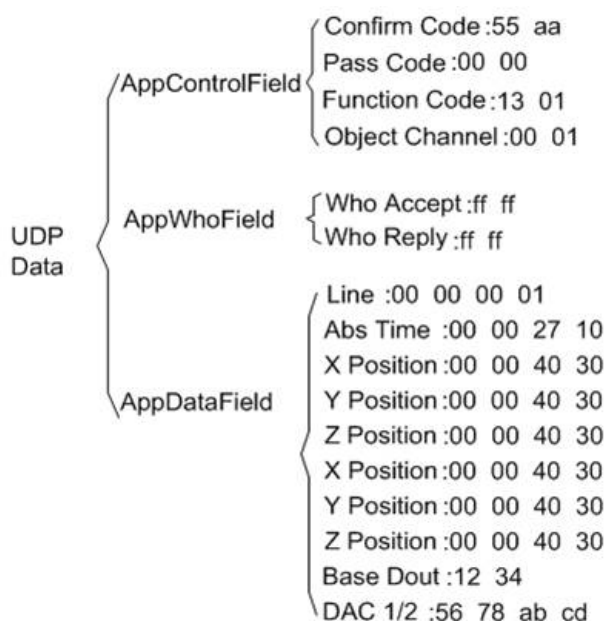 UDP
Data
AppControlField
Confirm Code :55 aa
Pass Code :00 00
Function Code :13 01
Object Channel :00 01
AppWhoField
Who Accept :ff ff
Who Reply :ff ff
AppDataField
Line :00 00 00 01
Abs Time :00 00 27 10
X Position :00 00 40 30
Y Position :00 00 40 30
Z Position :00 00 40 30
X Position :00 00 40 30
Y Position :00 00 40 30
Z Position :00 00 40 30
Base Dout :12 34
DAC 1/2 :56 78 ab cd